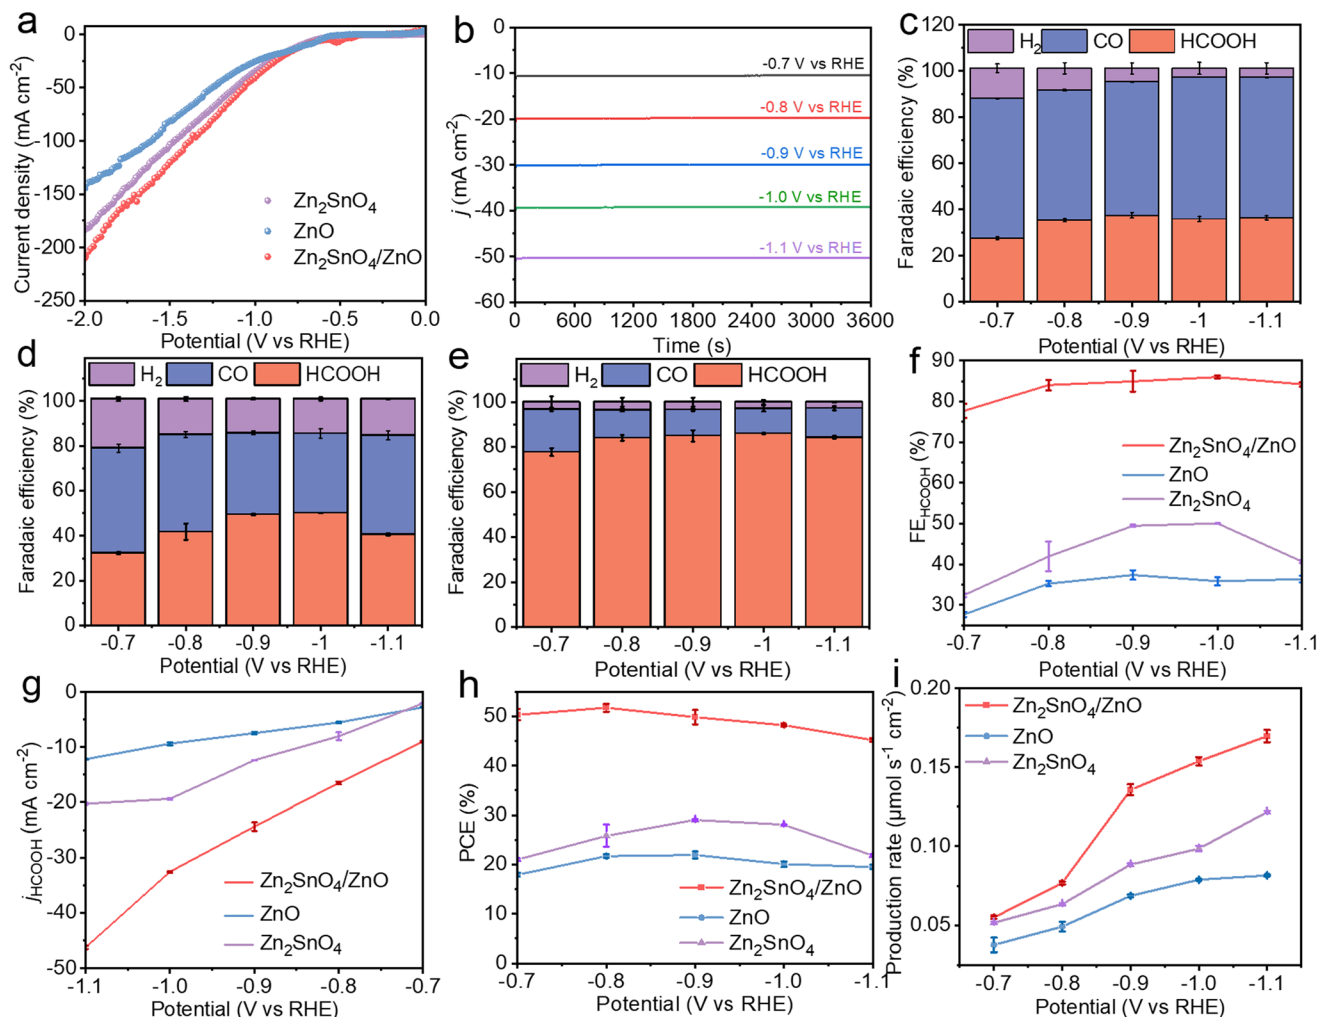 a
Current density (mA cm⁻²)
0
-50
-100
-150
-200
-250
Zn₂SnO₄
ZnO
Zn₂SnO₄/ZnO
-2.0 -1.5 -1.0 -0.5 0.0
Potential (V vs RHE)
b
j (mA cm⁻²)
0
-10
-20
-30
-40
-50
-60
-0.7 V vs RHE
-0.8 V vs RHE
-0.9 V vs RHE
-1.0 V vs RHE
-1.1 V vs RHE
0 600 1200 1800 2400 3000 3600
Time (s)
c
Faradaic efficiency (%)
120
100
80
60
40
20
0
H₂ CO HCOOH
-0.7 -0.8 -0.9 -1 -1.1
Potential (V vs RHE)
d
Faradaic efficiency (%)
100
80
60
40
20
0
H₂ CO HCOOH
-0.7 -0.8 -0.9 -1 -1.1
Potential (V vs RHE)
e
Faradaic efficiency (%)
100
80
60
40
20
0
H₂ CO HCOOH
-0.7 -0.8 -0.9 -1 -1.1
Potential (V vs RHE)
f
FE_HCOOH (%)
90
80
70
60
50
40
30
Zn₂SnO₄/ZnO
ZnO
Zn₂SnO₄
-0.7 -0.8 -0.9 -1.0 -1.1
Potential (V vs RHE)
g
j_HCOOH (mA cm⁻²)
0
-10
-20
-30
-40
-50
Zn₂SnO₄/ZnO
ZnO
Zn₂SnO₄
-1.1 -1.0 -0.9 -0.8 -0.7
Potential (V vs RHE)
h
PCE (%)
50
40
30
20
10
0
Zn₂SnO₄/ZnO
ZnO
Zn₂SnO₄
-0.7 -0.8 -0.9 -1.0 -1.1
Potential (V vs RHE)
i
Production rate (μmol s⁻¹ cm⁻²)
0.20
0.15
0.10
0.05
Zn₂SnO₄/ZnO
ZnO
Zn₂SnO₄
-0.7 -0.8 -0.9 -1.0 -1.1
Potential (V vs RHE)